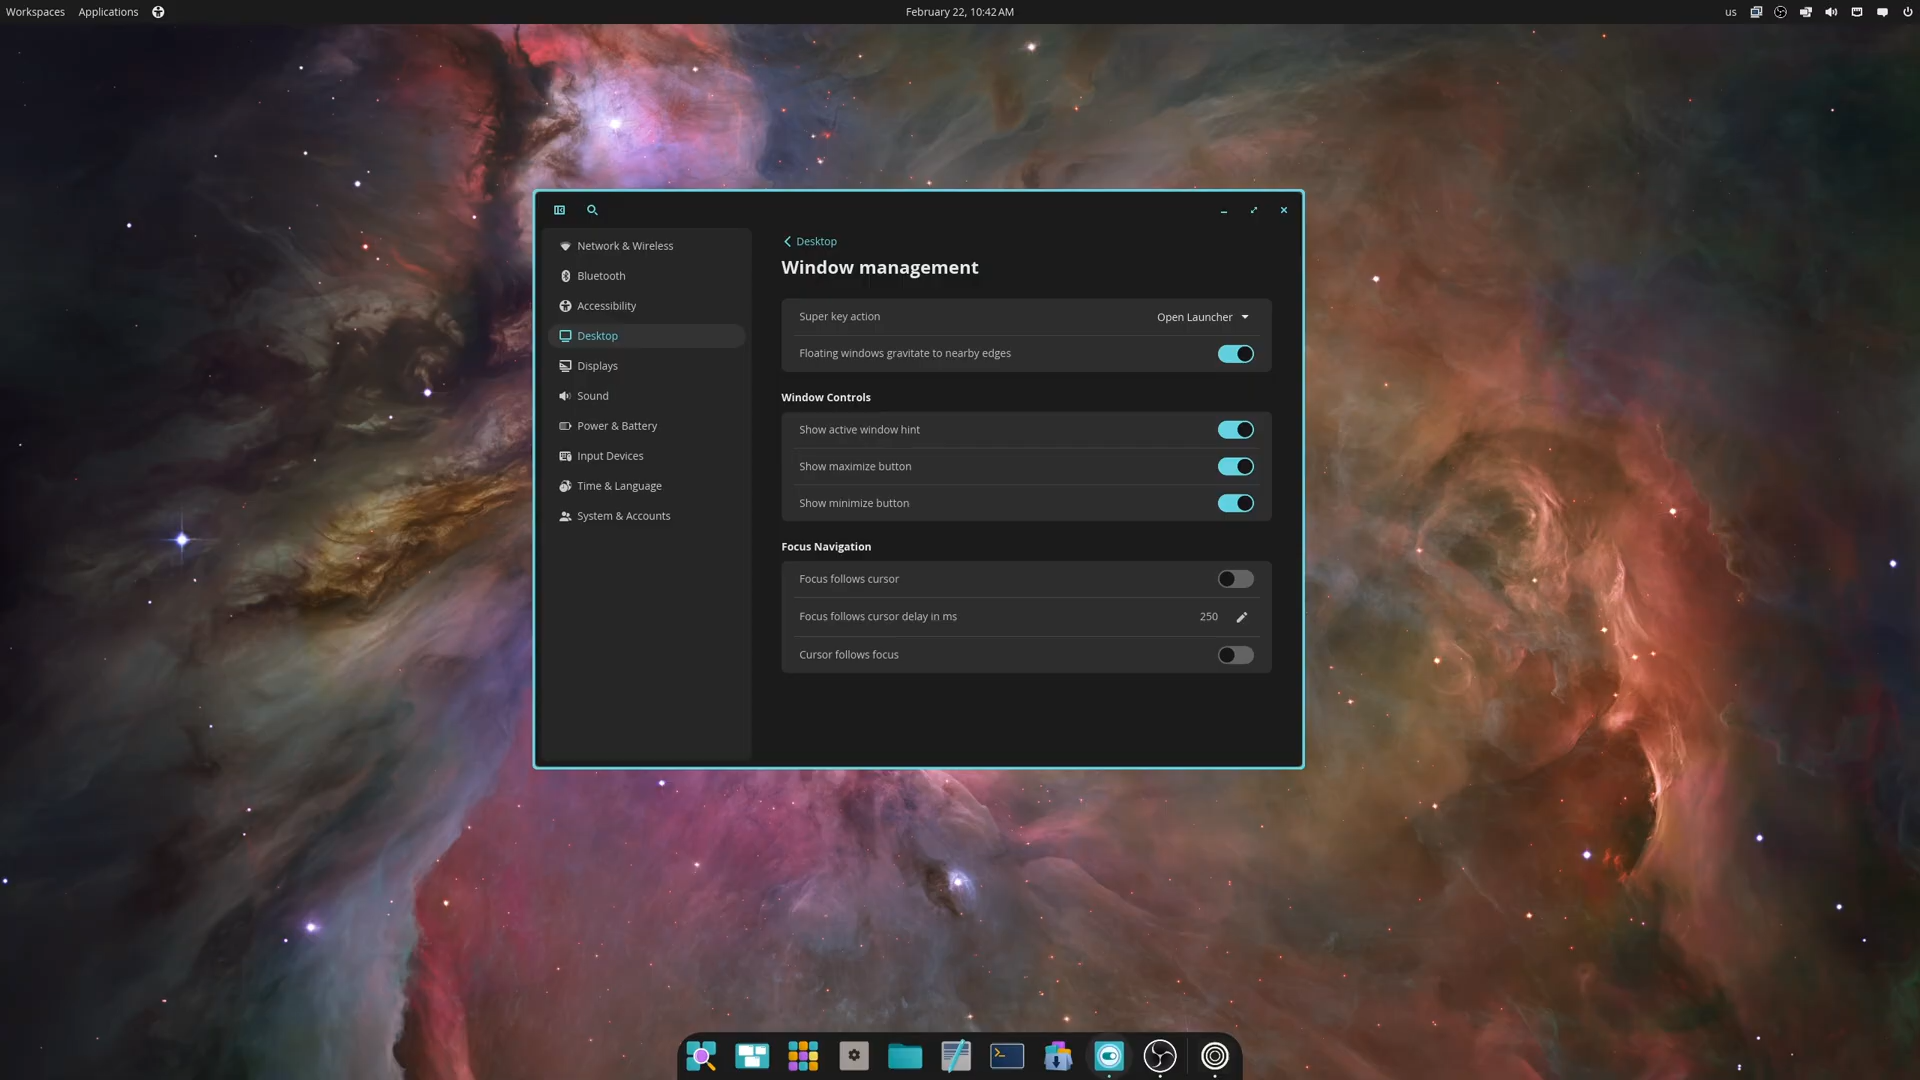 Workspaces Applications February 22, 10:42 AM us
Network & Wireless
Bluetooth
Accessibility
Desktop
Displays
Sound
Power & Battery
Input Devices
Time & Language
System & Accounts
Desktop
Window management
Super key action Open Launcher
Floating windows gravitate to nearby edges
Window Controls
Show active window hint
Show maximize button
Show minimize button
Focus Navigation
Focus follows cursor
Focus follows cursor delay in ms 250
Cursor follows focus